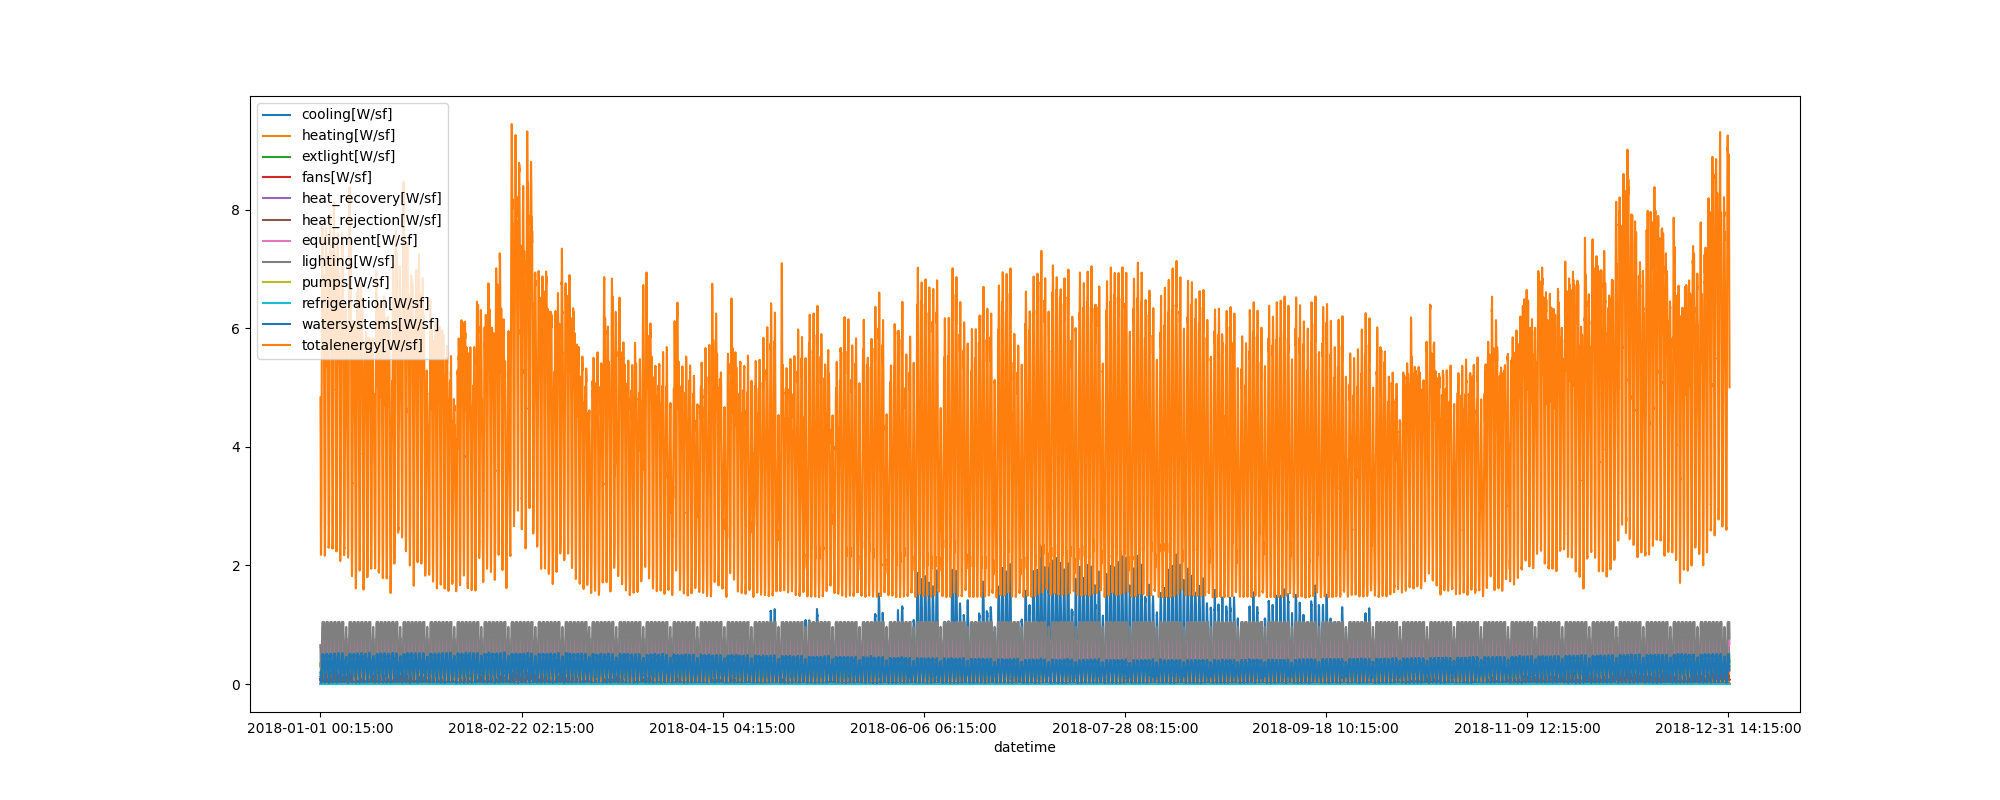 cooling[W/sf]
heating[W/sf]
extlight[W/sf]
fans[W/sf]
heat_recovery[W/sf]
heat_rejection[W/sf]
equipment[W/sf]
lighting[W/sf]
pumps[W/sf]
refrigeration[W/sf]
watersystems[W/sf]
totalenergy[W/sf]
8
6
4
2
0
2018-01-01 00:15:00 2018-02-22 02:15:00 2018-04-15 04:15:00 2018-06-06 06:15:00 2018-07-28 08:15:00 2018-09-18 10:15:00 2018-11-09 12:15:00 2018-12-31 14:15:00
datetime